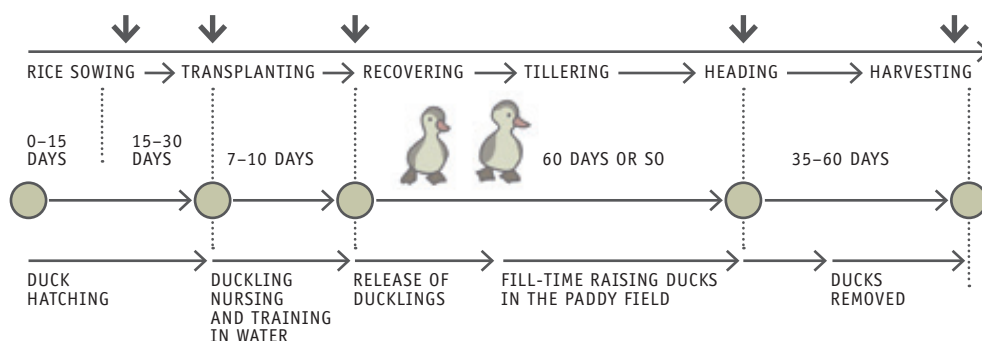 RICE SOWING TRANSPLANTING RECOVERING TILLERING HEADING HARVESTING
0–15
DAYS
15–30
DAYS
7–10 DAYS
60 DAYS OR SO
35–60 DAYS
DUCK
HATCHING
DUCKLING
NURSING
AND TRAINING
IN WATER
RELEASE OF
DUCKLINGS
FILL-TIME RAISING DUCKS
IN THE PADDY FIELD
DUCKS
REMOVED